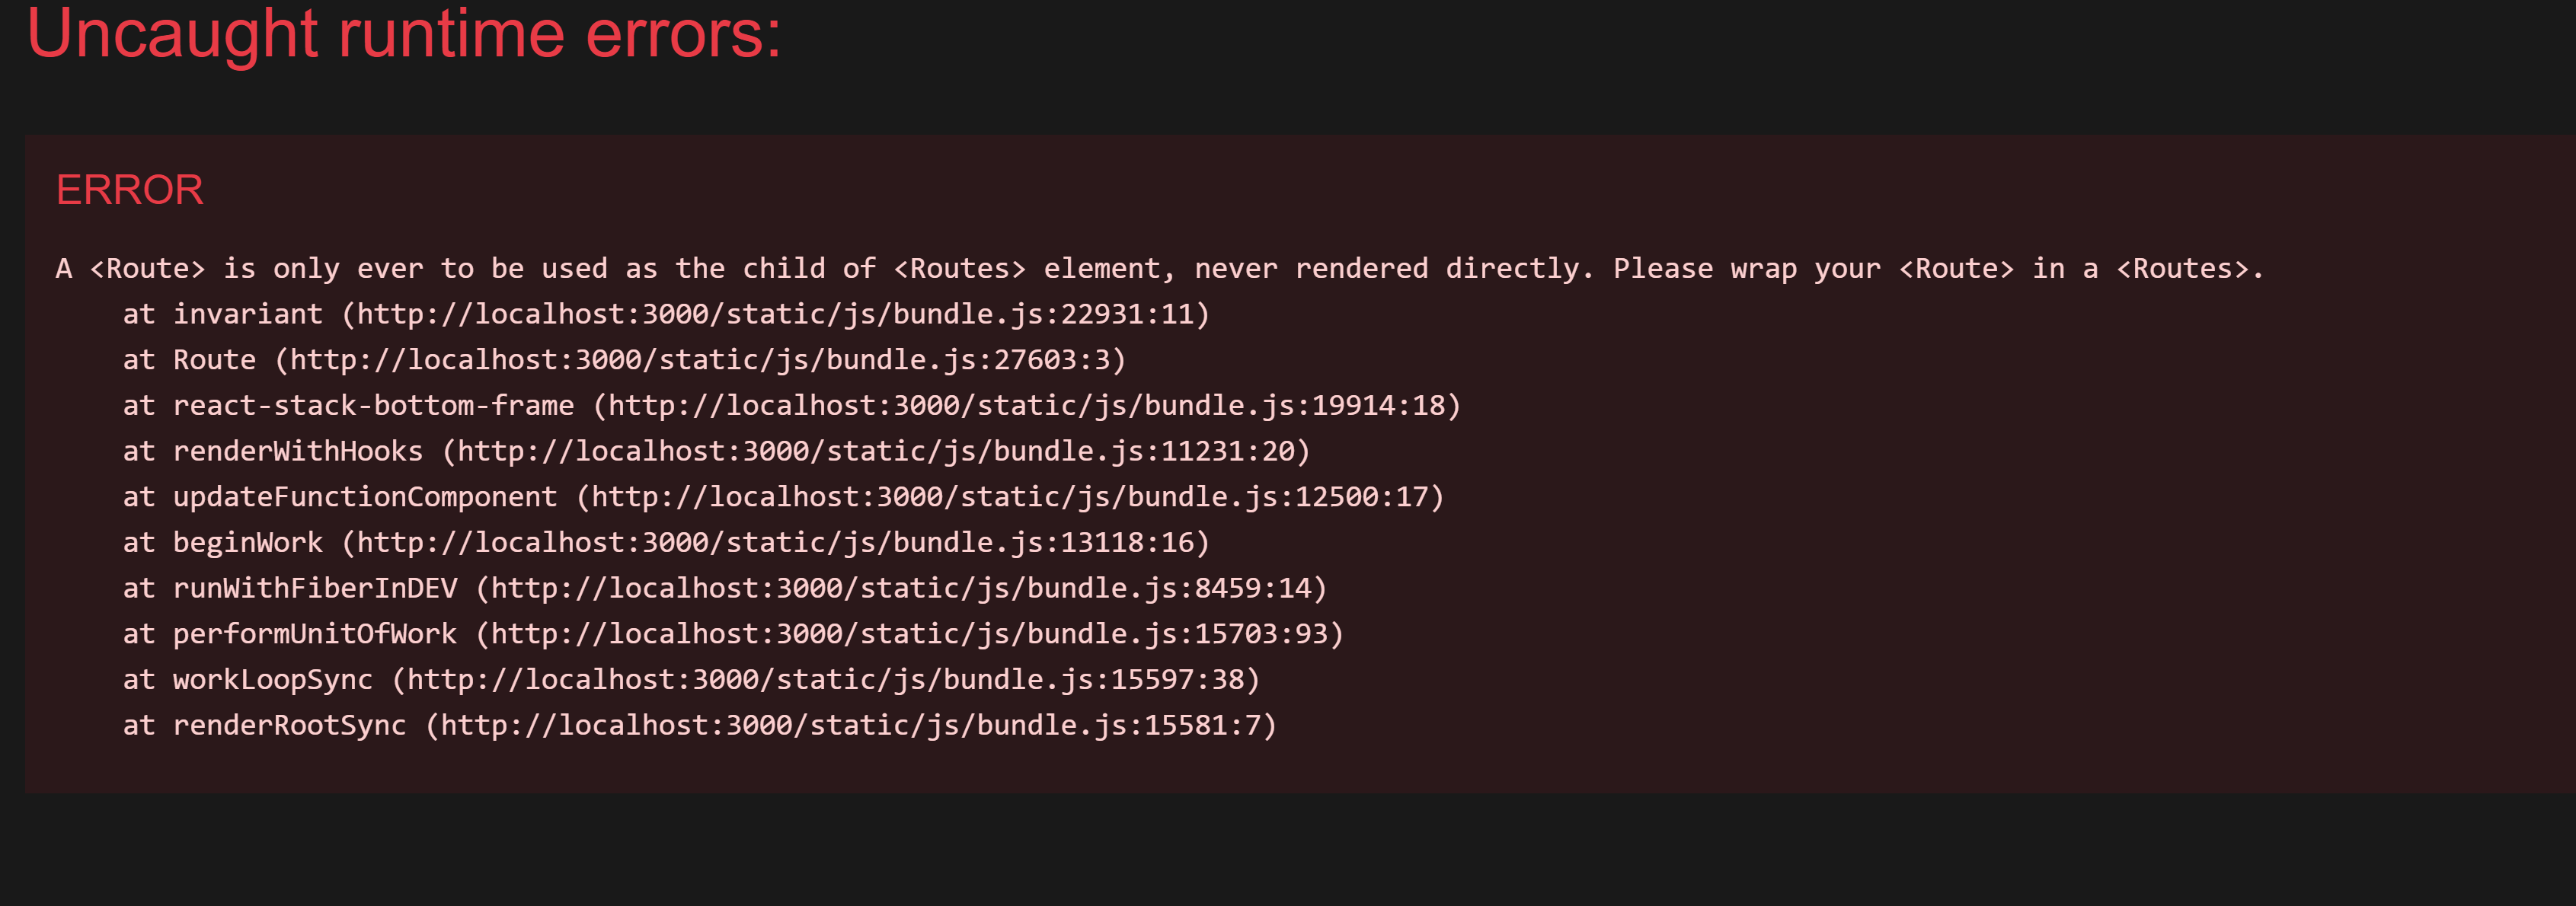 Uncaught runtime errors:
ERROR
A <Route> is only ever to be used as the child of <Routes> element, never rendered directly. Please wrap your <Route> in a <Routes>.
at invariant (http://localhost:3000/static/js/bundle.js:22931:11)
at Route (http://localhost:3000/static/js/bundle.js:27603:3)
at react-stack-bottom-frame (http://localhost:3000/static/js/bundle.js:19914:18)
at renderWithHooks (http://localhost:3000/static/js/bundle.js:11231:20)
at updateFunctionComponent (http://localhost:3000/static/js/bundle.js:12500:17)
at beginWork (http://localhost:3000/static/js/bundle.js:13118:16)
at runWithFiberInDEV (http://localhost:3000/static/js/bundle.js:8459:14)
at performUnitOfWork (http://localhost:3000/static/js/bundle.js:15703:93)
at workLoopSync (http://localhost:3000/static/js/bundle.js:15597:38)
at renderRootSync (http://localhost:3000/static/js/bundle.js:15581:7)